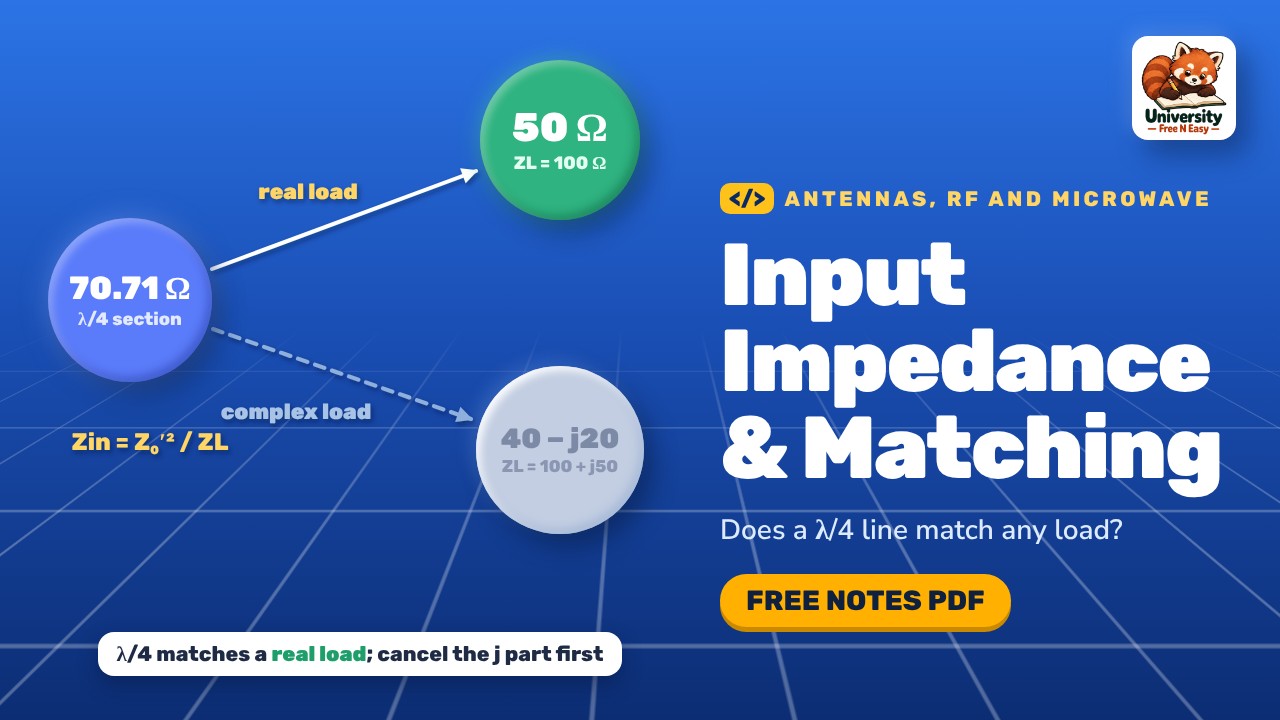 University
Free N Easy
50 Ω
ZL = 100 Ω
real load
70.71 Ω
λ/4 section
complex load
Zin = Z₀′² / ZL
40 – j20
ZL = 100 + j50
λ/4 matches a real load; cancel the j part first
</> ANTENNAS, RF AND MICROWAVE
Input
Impedance
& Matching
Does a λ/4 line match any load?
FREE NOTES PDF